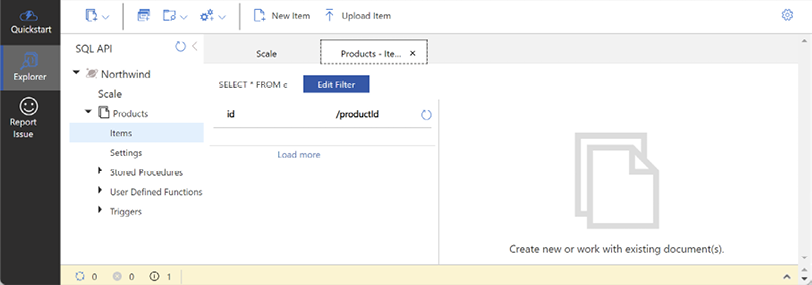 Quickstart
Explorer
Report
Issue
New Item
Upload Item
SQL API
Northwind
Scale
Products
Items
Settings
Stored Procedures
User Defined Functions
Triggers
Scale
Products - Ite...
SELECT * FROM c
Edit Filter
id /productId
Load more
Create new or work with existing document(s).
0 0 1